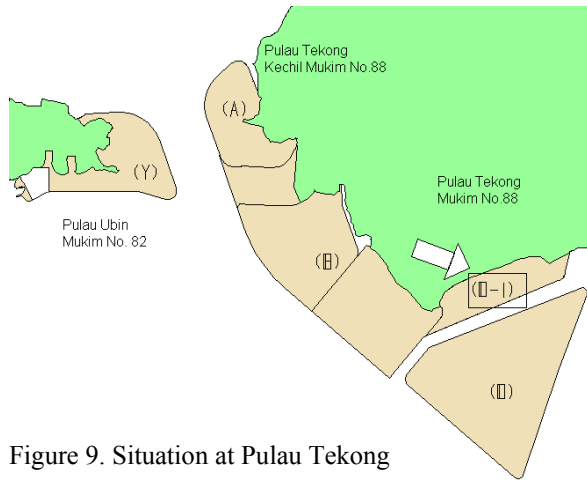 Pulau Tekong
Kechil Mukim No.88
(A)
(Y)
Pulau Tekong
Mukim No.88
Pulau Ubin
Mukim No. 82
Figure 9. Situation at Pulau Tekong